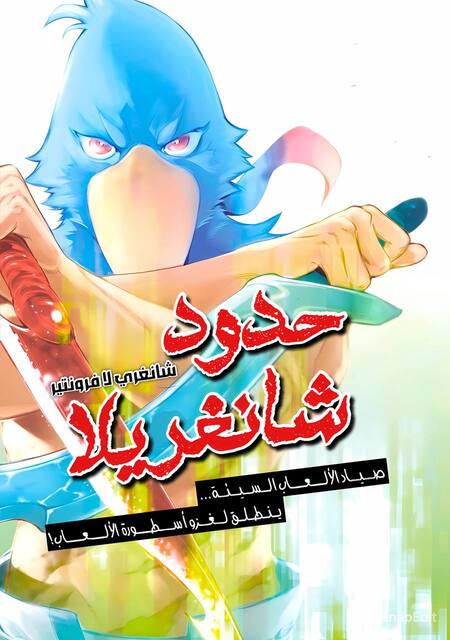 حدود
شانغري لا فرونتير
شانغريلا
صياد الألعاب السيئة...
ينطلق لغزو أسطورة الألعاب!